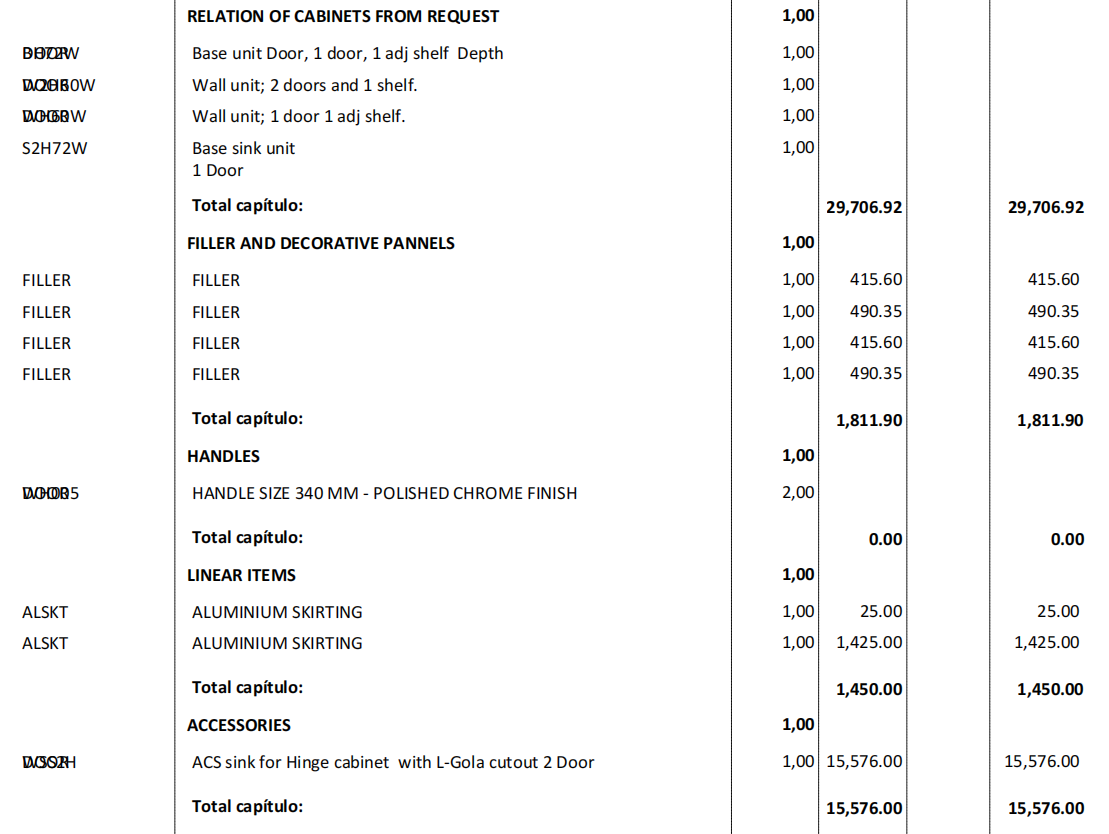 RELATION OF CABINETS FROM REQUEST 1,00
Base unit Door, 1 door, 1 adj shelf Depth 1,00
Wall unit; 2 doors and 1 shelf. 1,00
Wall unit; 1 door 1 adj shelf. 1,00
S2H72W Base sink unit 1,00
1 Door
Total capítulo: 29,706.92 29,706.92
FILLER AND DECORATIVE PANNELS 1,00
FILLER FILLER 1,00 415.60 415.60
FILLER FILLER 1,00 490.35 490.35
FILLER FILLER 1,00 415.60 415.60
FILLER FILLER 1,00 490.35 490.35
Total capítulo: 1,811.90 1,811.90
HANDLES 1,00
HANDLE SIZE 340 MM - POLISHED CHROME FINISH 2,00
Total capítulo: 0.00 0.00
LINEAR ITEMS 1,00
ALSKT ALUMINIUM SKIRTING 1,00 25.00 25.00
ALSKT ALUMINIUM SKIRTING 1,00 1,425.00 1,425.00
Total capítulo: 1,450.00 1,450.00
ACCESSORIES 1,00
ACS sink for Hinge cabinet with L-Gola cutout 2 Door 1,00 15,576.00 15,576.00
Total capítulo: 15,576.00 15,576.00